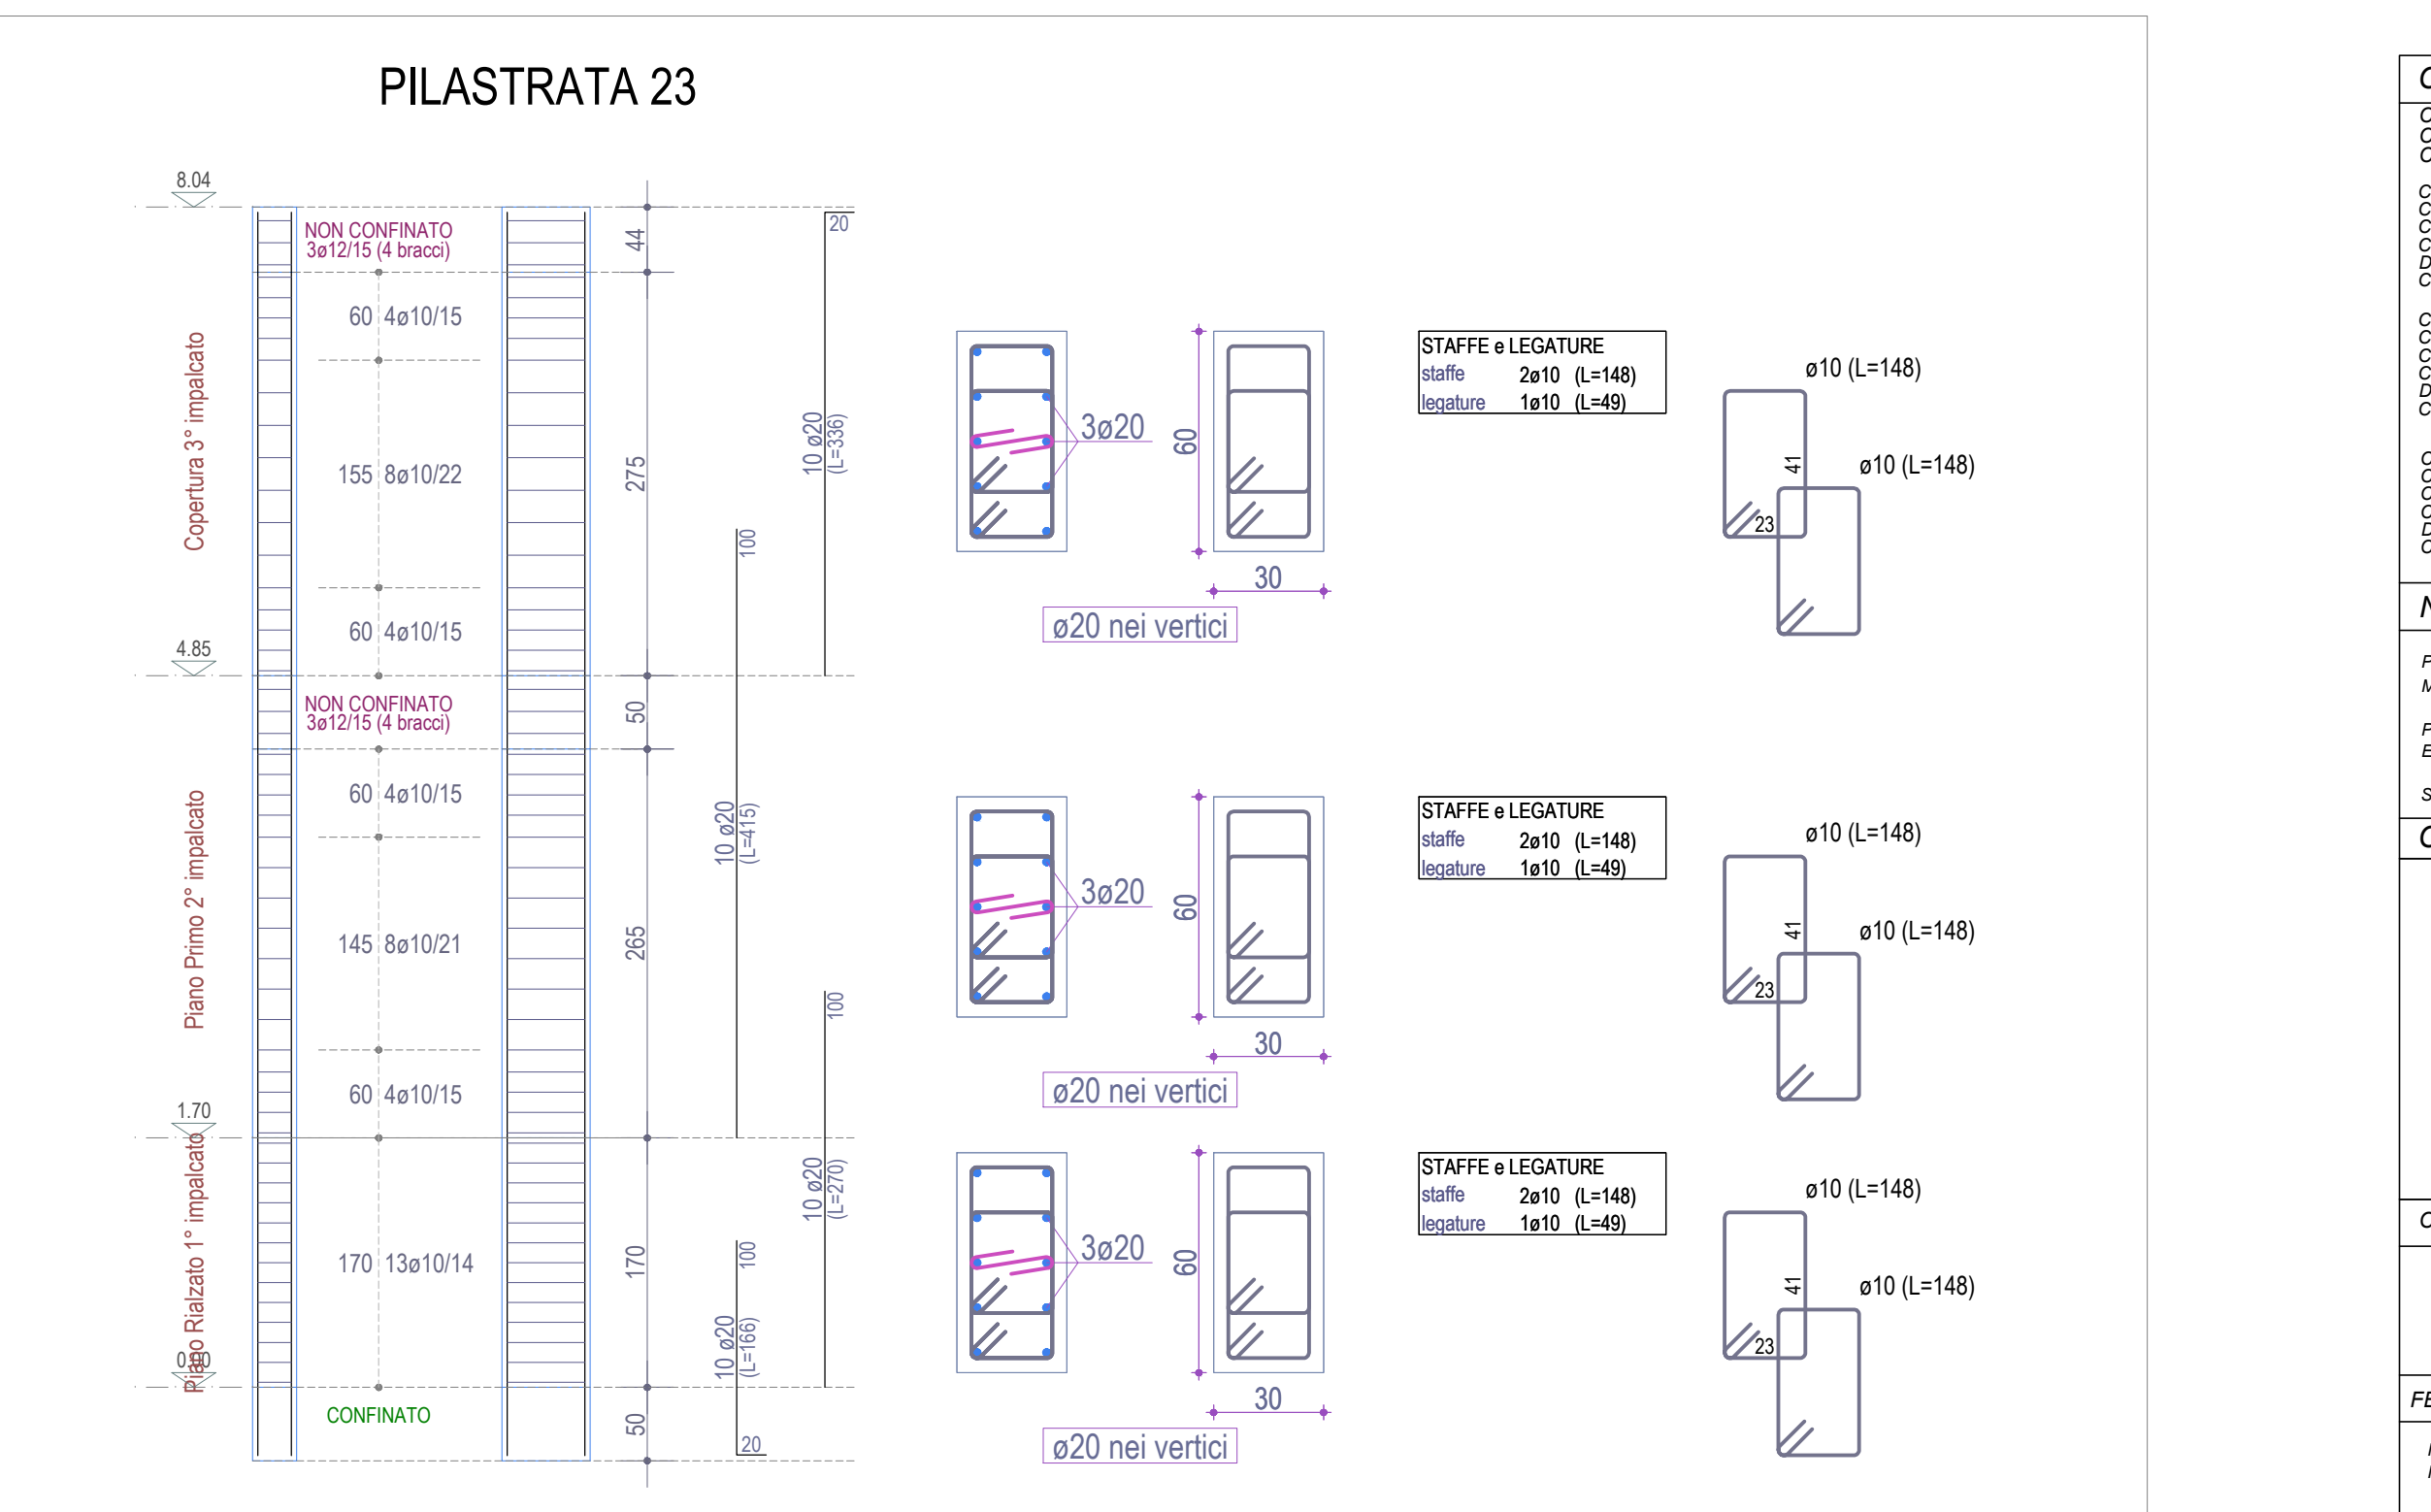 PILASTRATA 23
8.04
NON CONFINATO
3ø12/15 (4 bracci)
44
20
60 4ø10/15
Copertura 3° impalcato
155 8ø10/22
275
10 ø20
(L=336)
100
60 4ø10/15
4.85
NON CONFINATO
3ø12/15 (4 bracci)
50
60 4ø10/15
Piano Primo 2° impalcato
145 8ø10/21
265
10 ø20
(L=415)
100
60 4ø10/15
1.70
Piano Rialzato 1° impalcato
170 13ø10/14
170
10 ø20
(L=270)
100
10 ø20
(L=166)
0.00
CONFINATO
50
20
3ø20
60
30
ø20 nei vertici
STAFFE e LEGATURE
staffe 2ø10 (L=148)
legature 1ø10 (L=49)
ø10 (L=148)
41
23
ø10 (L=148)
3ø20
60
30
ø20 nei vertici
STAFFE e LEGATURE
staffe 2ø10 (L=148)
legature 1ø10 (L=49)
ø10 (L=148)
41
23
ø10 (L=148)
3ø20
60
30
ø20 nei vertici
STAFFE e LEGATURE
staffe 2ø10 (L=148)
legature 1ø10 (L=49)
ø10 (L=148)
41
23
ø10 (L=148)